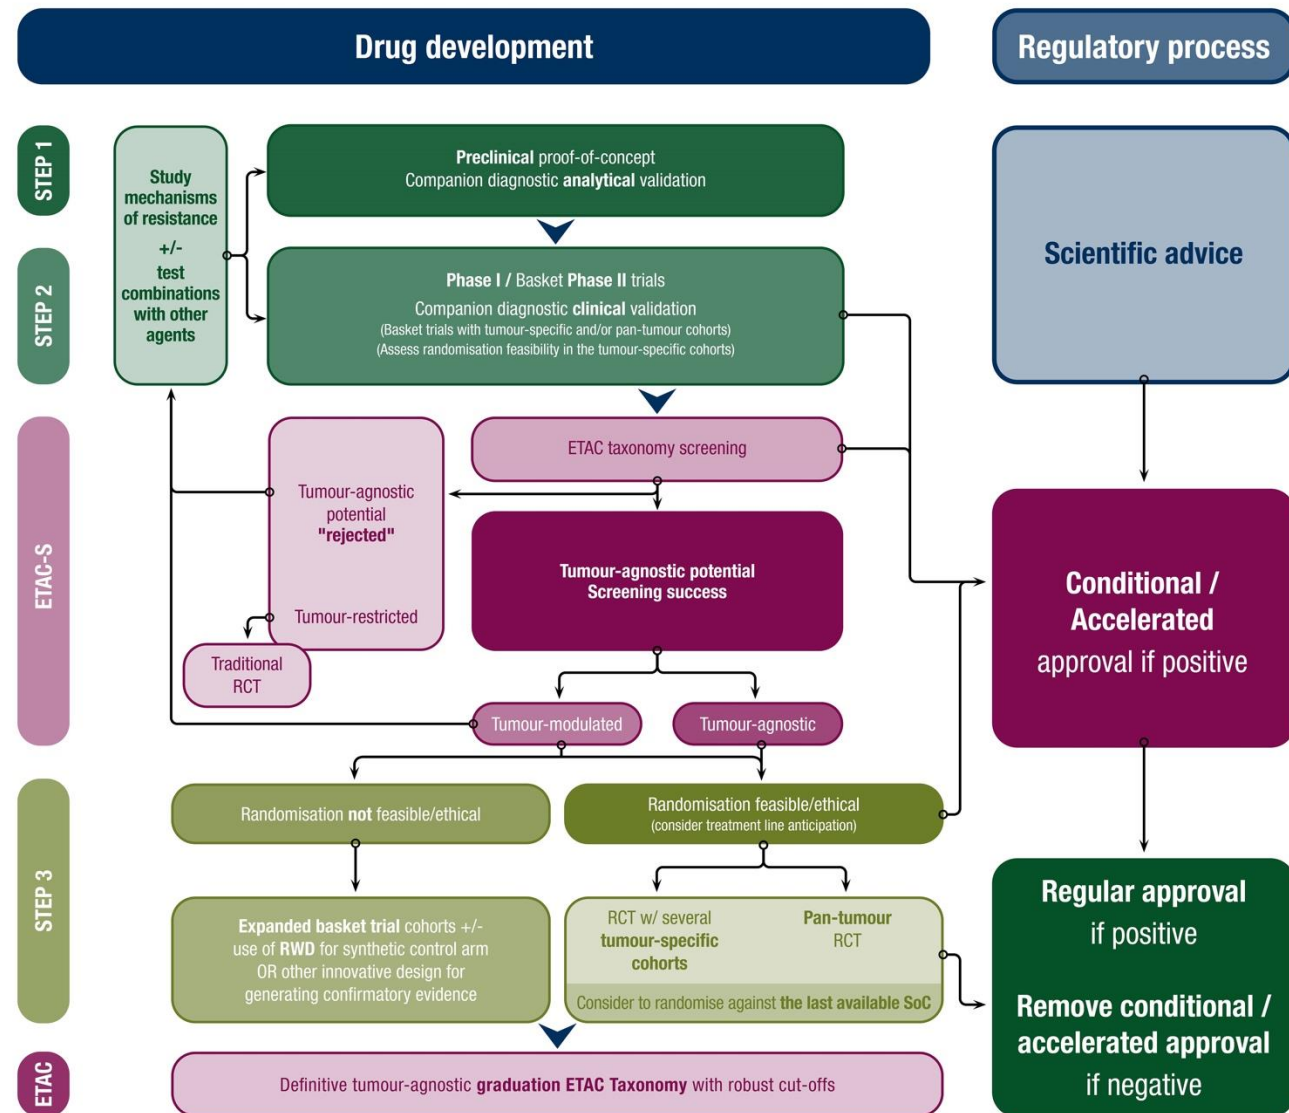 Drug development
Regulatory process
STEP 1
Study
mechanisms
of resistance
+/-
test
combinations
with other
agents
Preclinical proof-of-concept
Companion diagnostic analytical validation
STEP 2
Phase I / Basket Phase II trials
Companion diagnostic clinical validation
(Basket trials with tumour-specific and/or pan-tumour cohorts)
(Assess randomisation feasibility in the tumour-specific cohorts)
Scientific advice
ETAC-S
ETAC taxonomy screening
Tumour-agnostic
potential
"rejected"
Tumour-restricted
Traditional
RCT
Tumour-agnostic potential
Screening success
Tumour-modulated
Tumour-agnostic
Conditional /
Accelerated
approval if positive
STEP 3
Randomisation not feasible/ethical
Randomisation feasible/ethical
(consider treatment line anticipation)
Expanded basket trial cohorts +/-
use of RWD for synthetic control arm
OR other innovative design for
generating confirmatory evidence
RCT w/ several
tumour-specific
cohorts
Pan-tumour
RCT
Consider to randomise against the last available SoC
Regular approval
if positive
Remove conditional /
accelerated approval
if negative
ETAC
Definitive tumour-agnostic graduation ETAC Taxonomy with robust cut-offs